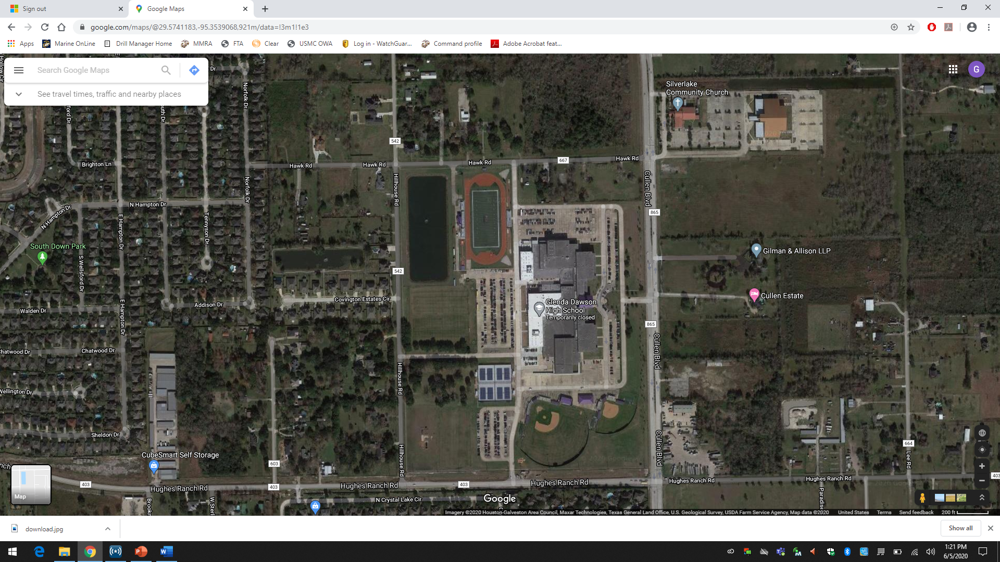 Sign out
Google Maps
google.com/maps/@29.5741183,-95.3539068,921m/data=!3m1!1e3
Apps
Marine OnLine
Drill Manager Home
MMRA
FTA
Clear
USMC OWA
Log in - WatchGuar...
Command profile
Adobe Acrobat feat...
Search Google Maps
See travel times, traffic and nearby places
G
Dr
Norfolk Dr
Silverlake
Community Church
542
Brighton Ln
Hawk Rd
Hawk Rd
Hawk Rd
667
Hawk Rd
Hillhouse Rd
Cullen Blvd
Norfolk Dr
N Hampton Dr
N Hampton Dr
E Hampton Dr
Tennyson Dr
865
South Down Park
S Wellsford Dr
Gilman & Allison LLP
542
Covington Estates Cir
Addison Dr
Walden Dr
E Hampton Dr
Glenda Dawson
High School
Temporarily closed
Cullen Estate
865
Cullen Blvd
Chatwood Dr
Hillhouse Rd
Wellington Dr
Sheldon Dr
CubeSmart Self Storage
603
Hillhouse Rd
Cullen Blvd
664
Lee Rd
Map
403
Hughes Ranch Rd
403
Hughes Ranch Rd
403
Hughes Ranch Rd
Hughes Ranch Rd
Hughes Ranch Rd
403
N Crystal Lake Cir
Google
Paradise
W Sterl
Brookn
Imagery ©2020 Houston-Galveston Area Council, Maxar Technologies, Texas General Land Office, U.S. Geological Survey, USDA Farm Service Agency, Map data ©2020
United States
Terms
Send feedback
200 ft
download.jpg
Show all
1:21 PM
6/5/2020